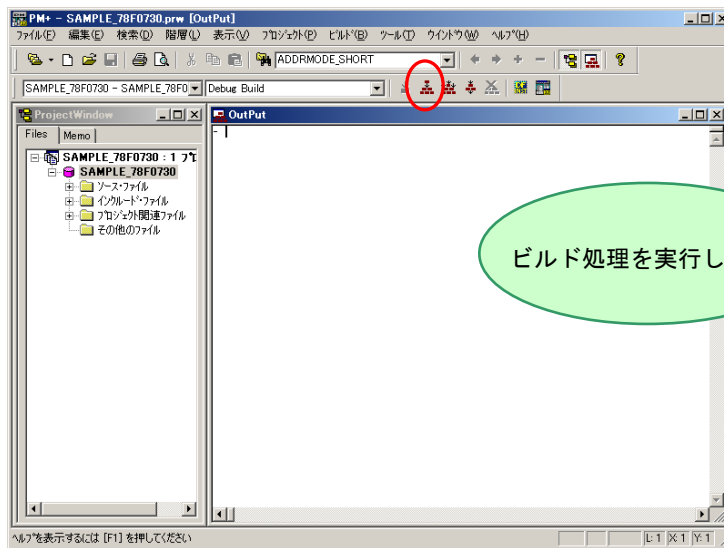 PM+ - SAMPLE_78F0730.prw [OutPut]
ファイル(F) 編集(E) 検索(D) 階層(L) 表示(V) プロジェクト(P) ビルド(B) ツール(T) ウインドウ(W) ヘルプ(H)
ADDRMODE_SHORT
SAMPLE_78F0730 - SAMPLE_78F0 Debug Build
ProjectWindow
OutPut
Files Memo
SAMPLE_78F0730 : 1 プ
SAMPLE_78F0730
ソース・ファイル
インクルード・ファイル
プロジェクト関連ファイル
その他のファイル
ビルド処理を実行し
ヘルプを表示するには [F1] を押してください
L: 1 X: 1 Y: 1